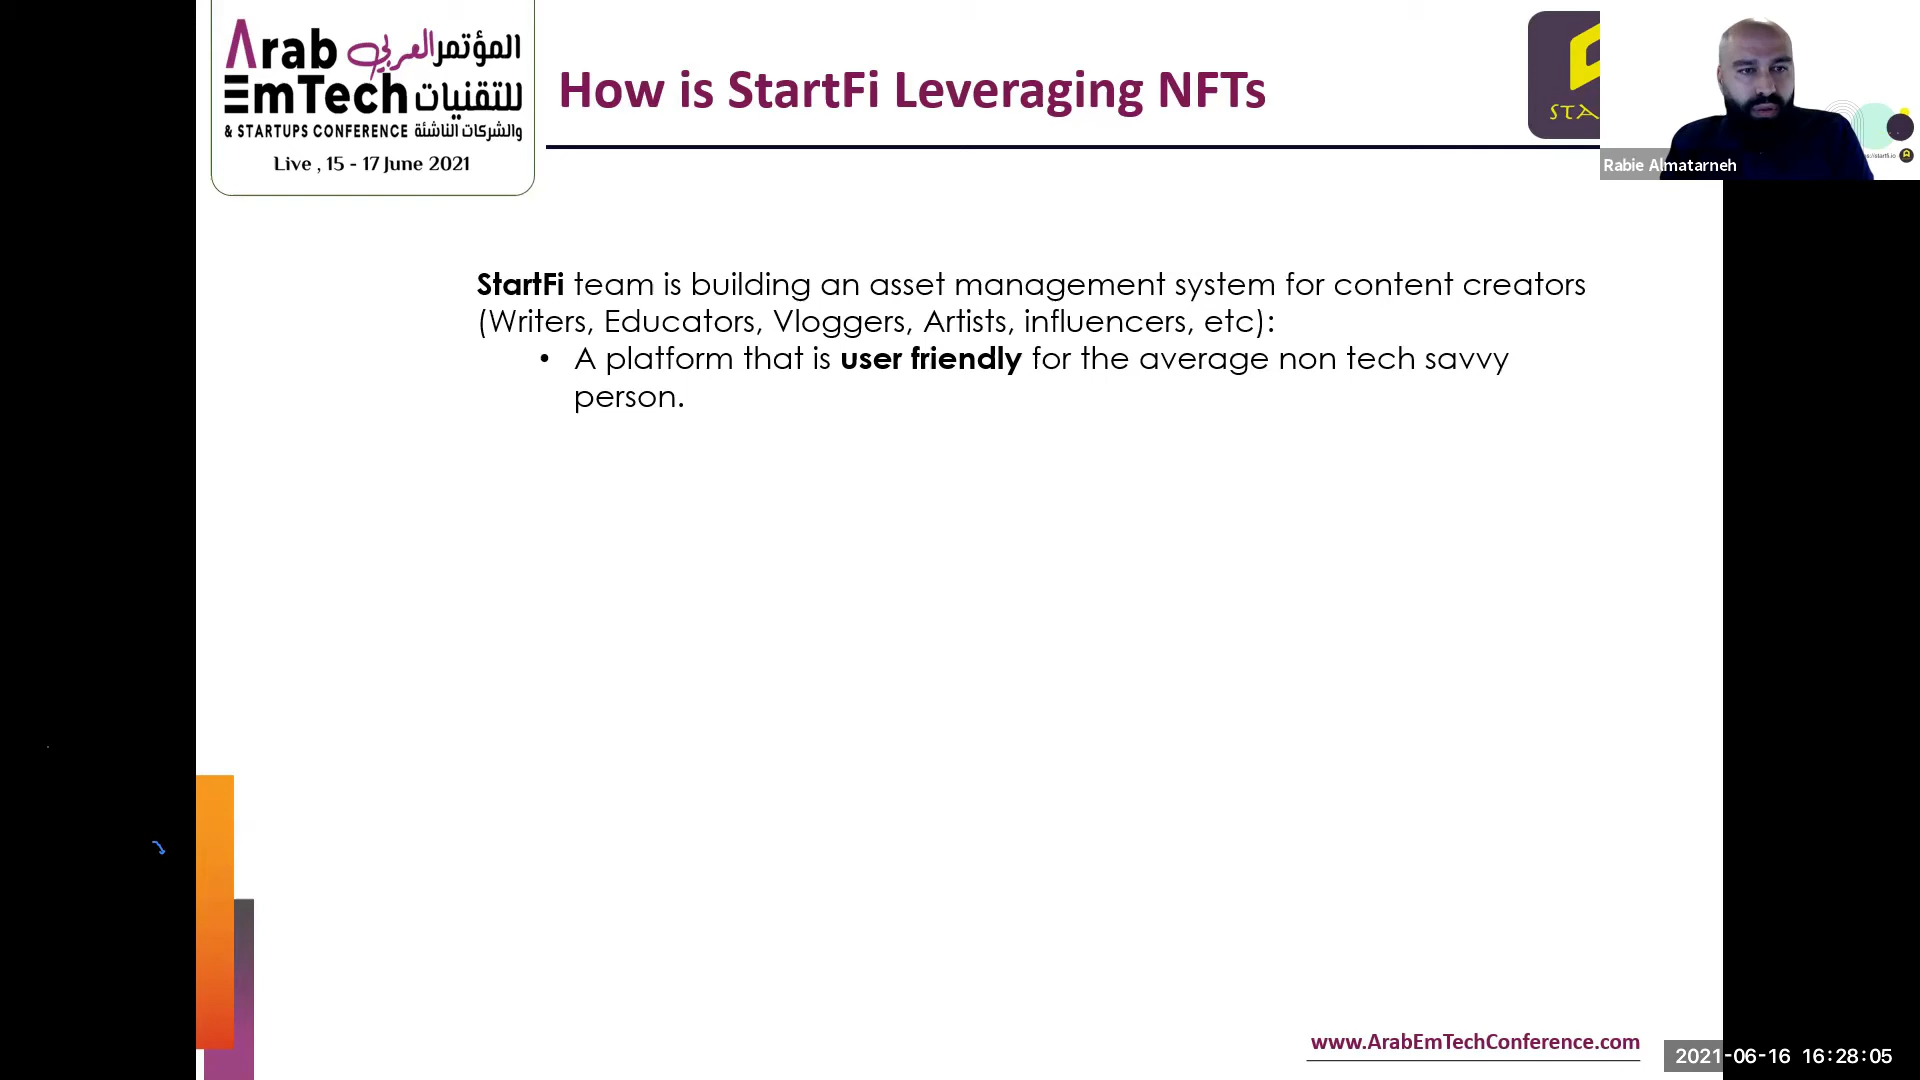 Arab المؤتمر العربي
EmTech للتقنيات
& STARTUPS CONFERENCE والشركات الناشئة
Live , 15 - 17 June 2021
How is StartFi Leveraging NFTs
Rabie Almatarneh
StartFi team is building an asset management system for content creators
(Writers, Educators, Vloggers, Artists, influencers, etc):
• A platform that is user friendly for the average non tech savvy
person.
www.ArabEmTechConference.com
2021-06-16 16:28:05